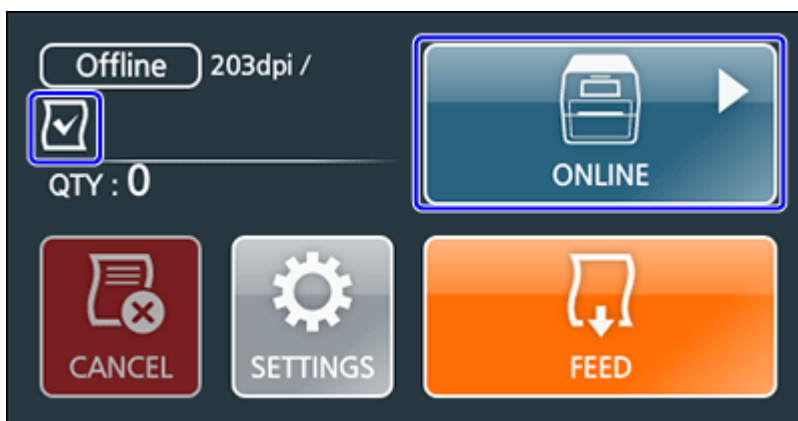 Offline 203dpi /
QTY : 0
ONLINE
CANCEL
SETTINGS
FEED